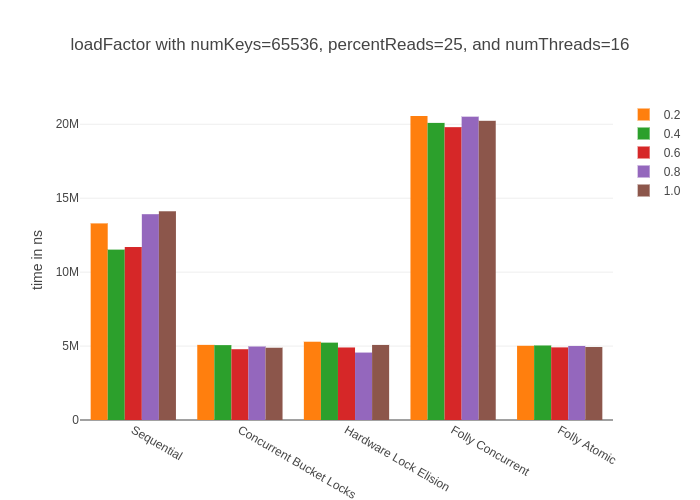 loadFactor with numKeys=65536, percentReads=25, and numThreads=16
20M
15M
10M
5M
0
time in ns
Sequential
Concurrent Bucket Locks
Hardware Lock Elision
Folly Concurrent
Folly Atomic
0.2
0.4
0.6
0.8
1.0